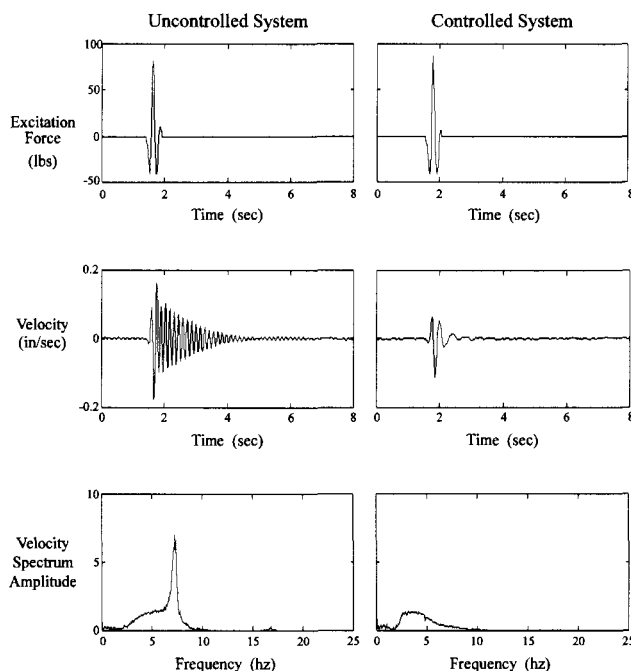 Uncontrolled System
Controlled System
Excitation
Force
(lbs)
100
50
0
-50
0 2 4 6 8
Time (sec)
0 2 4 6 8
Time (sec)
Velocity
(in/sec)
0.2
0
-0.2
0 2 4 6 8
Time (sec)
0 2 4 6 8
Time (sec)
Velocity
Spectrum
Amplitude
10
5
0
0 5 10 15 20 25
Frequency (hz)
0 5 10 15 20 25
Frequency (hz)